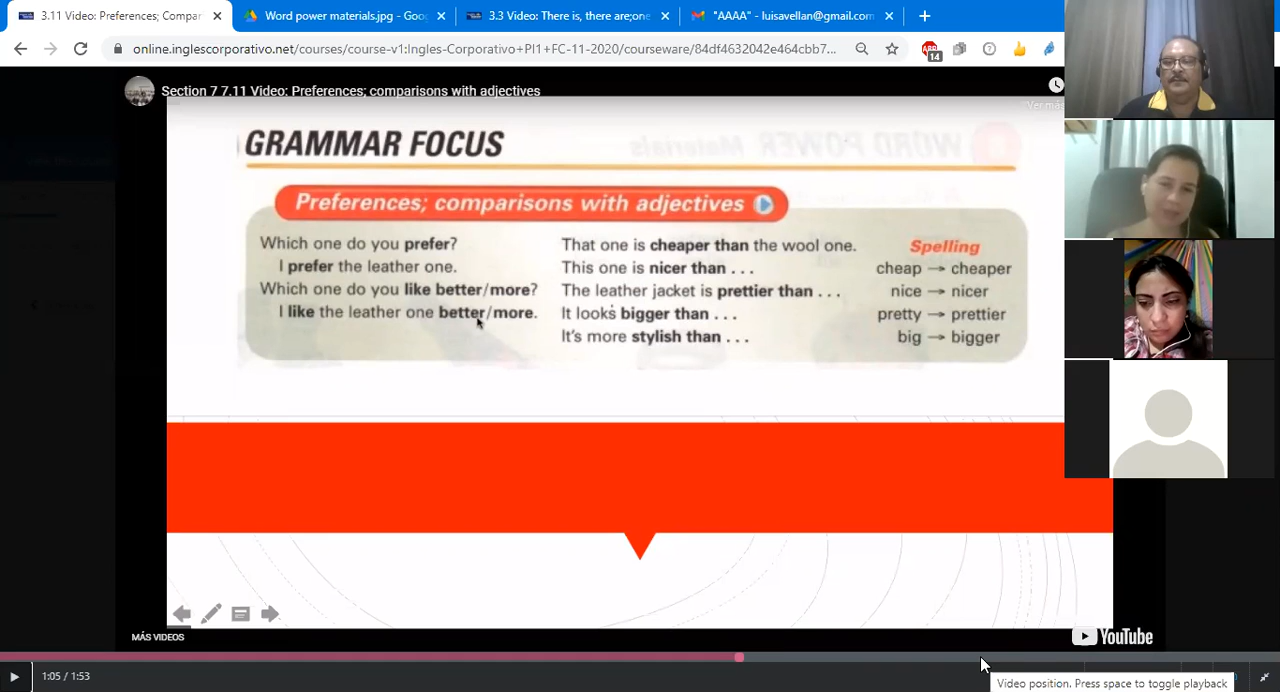 3.11 Video: Preferences; Compar
Word power materials.jpg - Goo
3.3 Video: There is, there are;one
"AAAA" - luisavellan@gmail.com
online.inglescorporativo.net/courses/course-v1:Ingles-Corporativo+PI1+FC-11-2020/courseware/84df4632042e464cbb7...
14
Section 7 7.11 Video: Preferences; comparisons with adjectives
Ver más
GRAMMAR FOCUS
WORD POWER Materials
Preferences; comparisons with adjectives
Which one do you prefer?
I prefer the leather one.
Which one do you like better/more?
I like the leather one better/more.
That one is cheaper than the wool one.
This one is nicer than . . .
The leather jacket is prettier than . . .
It looks bigger than . . .
It's more stylish than . . .
Spelling
cheap → cheaper
nice → nicer
pretty → prettier
big → bigger
MÁS VIDEOS
YouTube
1:05 / 1:53
Video position. Press space to toggle playback